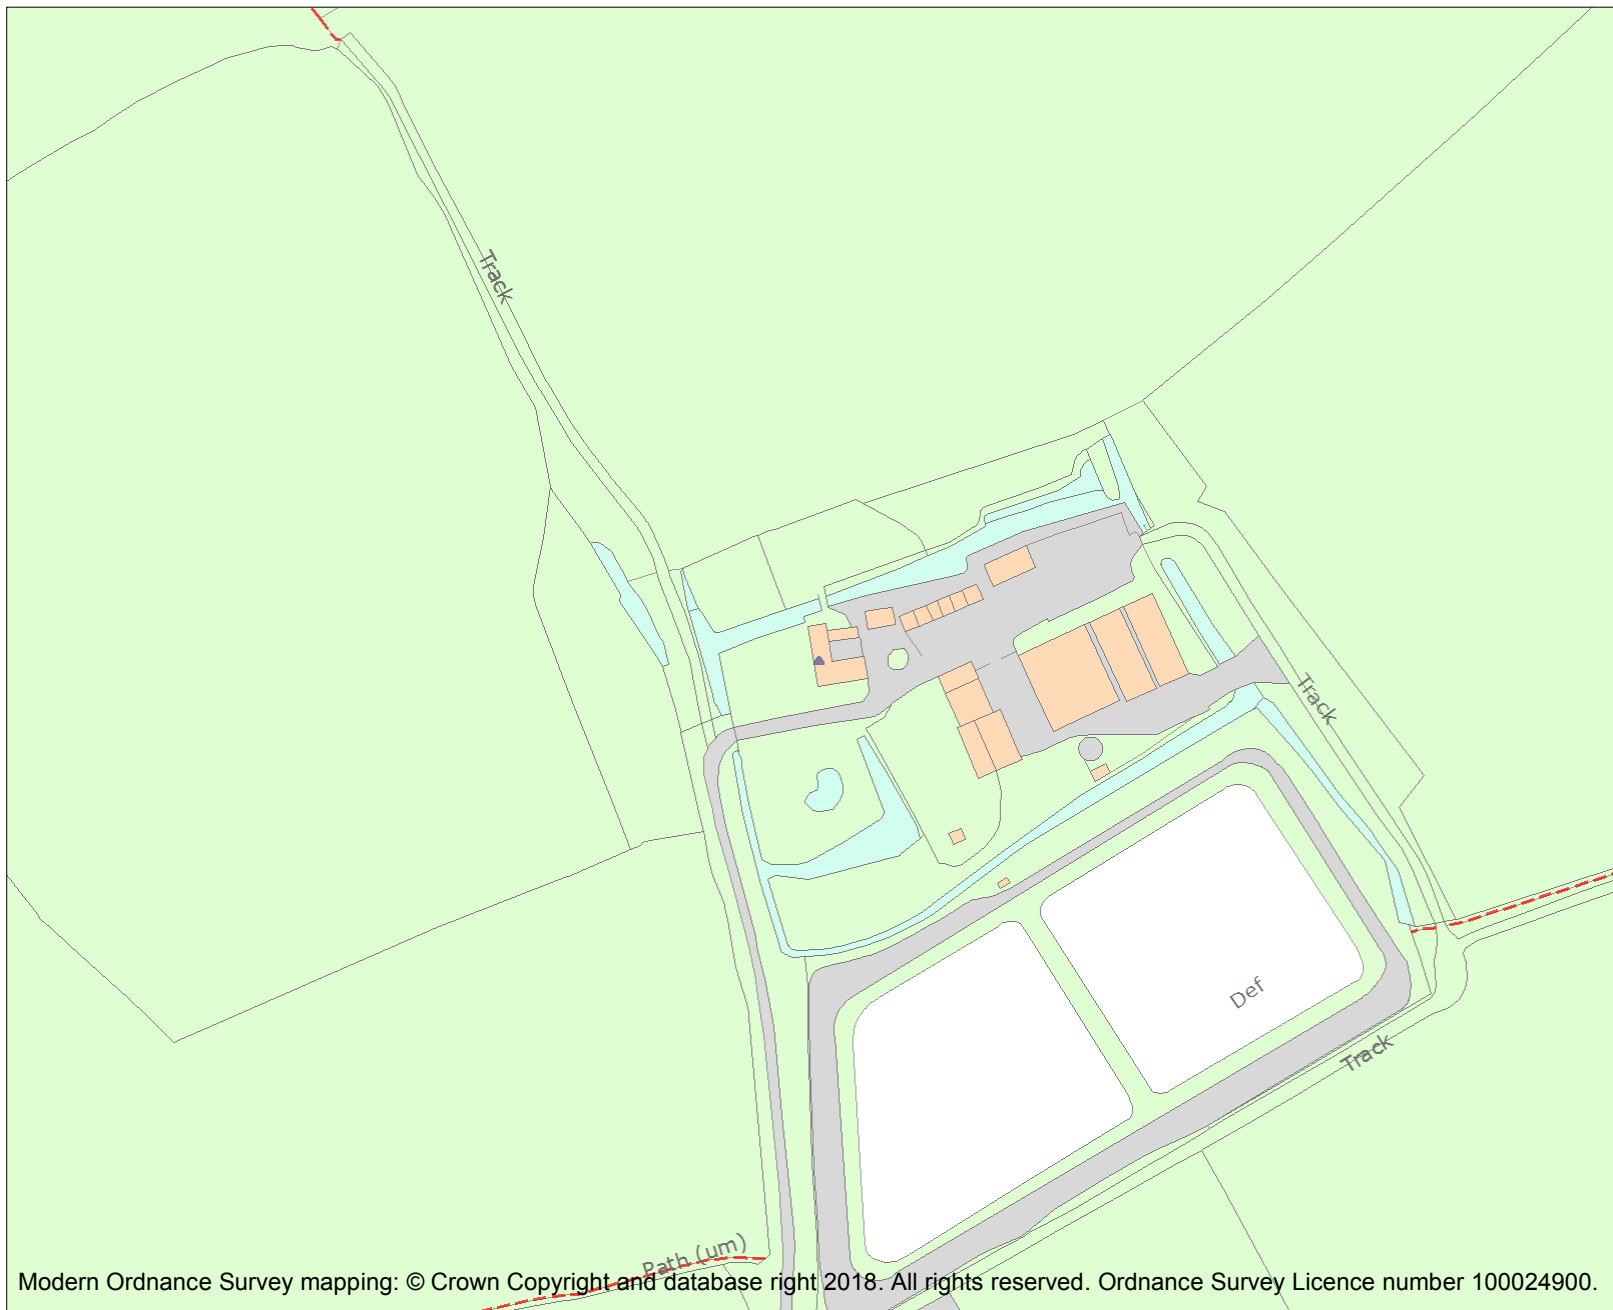 Track
Track
Def
Track
Path (um)
Modern Ordnance Survey mapping: © Crown Copyright and database right 2018. All rights reserved. Ordnance Survey Licence number 100024900.